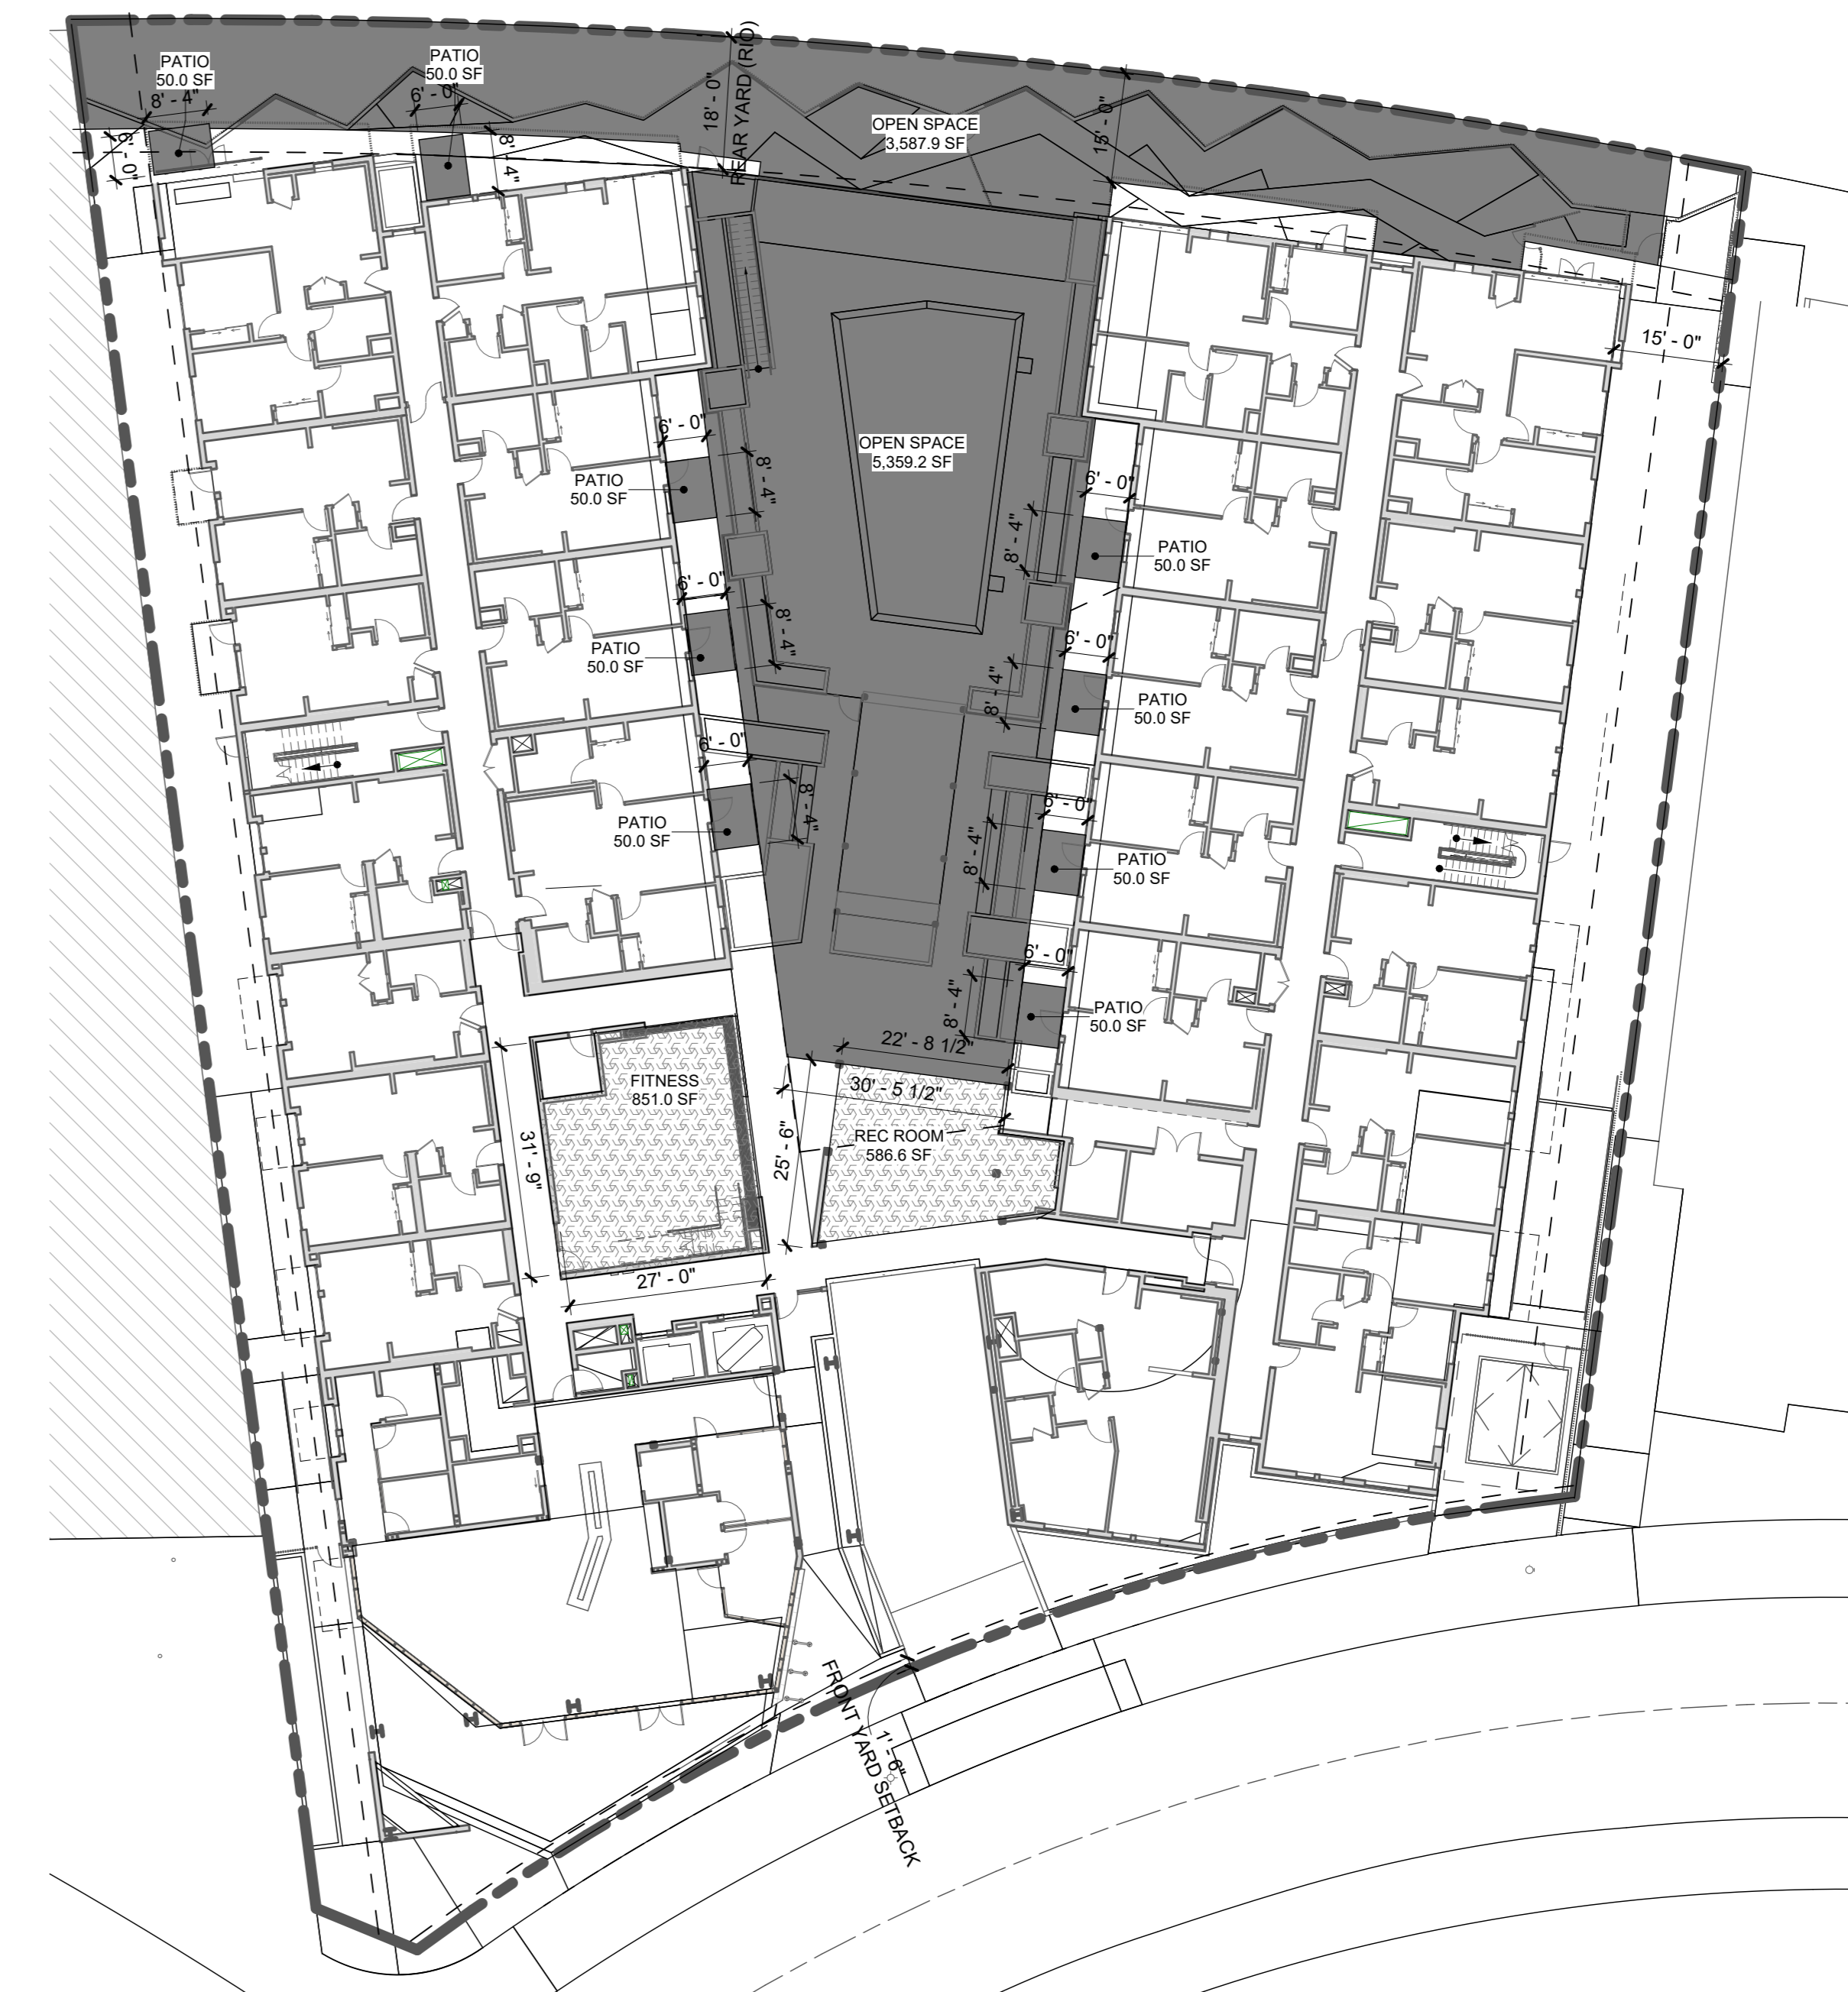 PATIO
50.0 SF
8' - 4"
6' - 0"
PATIO
50.0 SF
6' - 0"
8' - 4"
18' - 0"
REAR YARD (RIO)
OPEN SPACE
3,587.9 SF
15' - 0"
15' - 0"
OPEN SPACE
5,359.2 SF
6' - 0"
PATIO
50.0 SF
8' - 4"
6' - 0"
8' - 4"
PATIO
50.0 SF
6' - 0"
PATIO
50.0 SF
8' - 4"
6' - 0"
8' - 4"
PATIO
50.0 SF
6' - 0"
PATIO
50.0 SF
8' - 4"
6' - 0"
8' - 4"
PATIO
50.0 SF
6' - 0"
8' - 4"
PATIO
50.0 SF
22' - 8 1/2"
30' - 5 1/2"
FITNESS
851.0 SF
31' - 9"
25' - 6"
REC ROOM
586.6 SF
27' - 0"
FRONT YARD SETBACK
1' - 6"